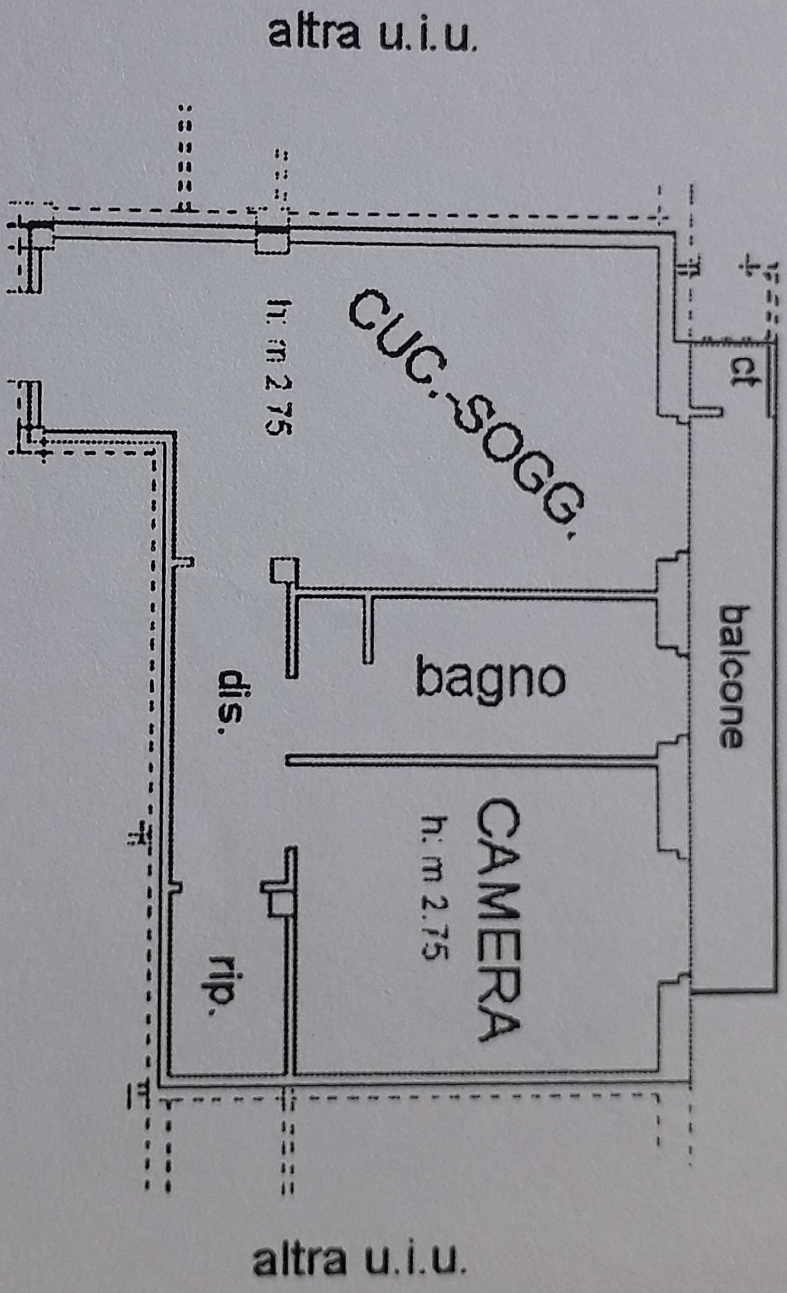 altra u.i.u.
ct
CUC.-SOGG.
h: m 2.75
balcone
bagno
dis.
CAMERA
h: m 2.75
rip.
altra u.i.u.